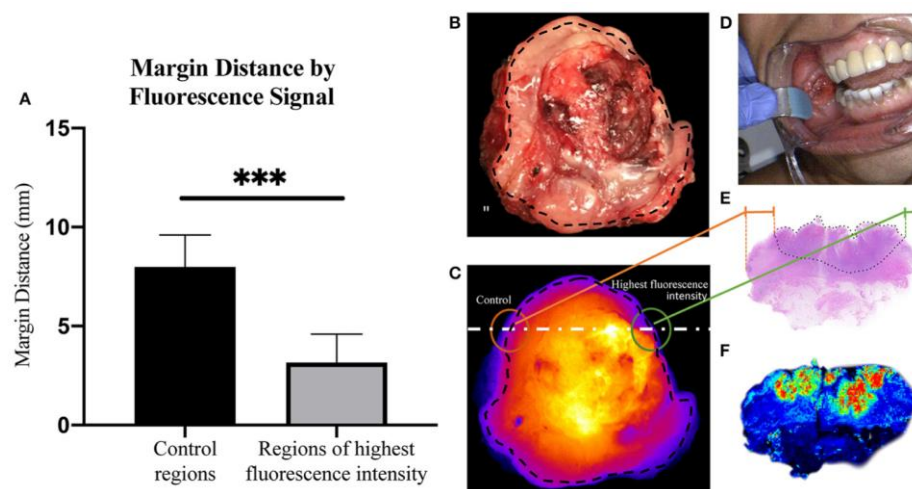 A
Margin Distance by
Fluorescence Signal
15
10
5
0
Margin Distance (mm)
***
Control
regions
Regions of highest
fluorescence intensity
B
"
C
Control
Highest fluorescence
intensity
D
E
F